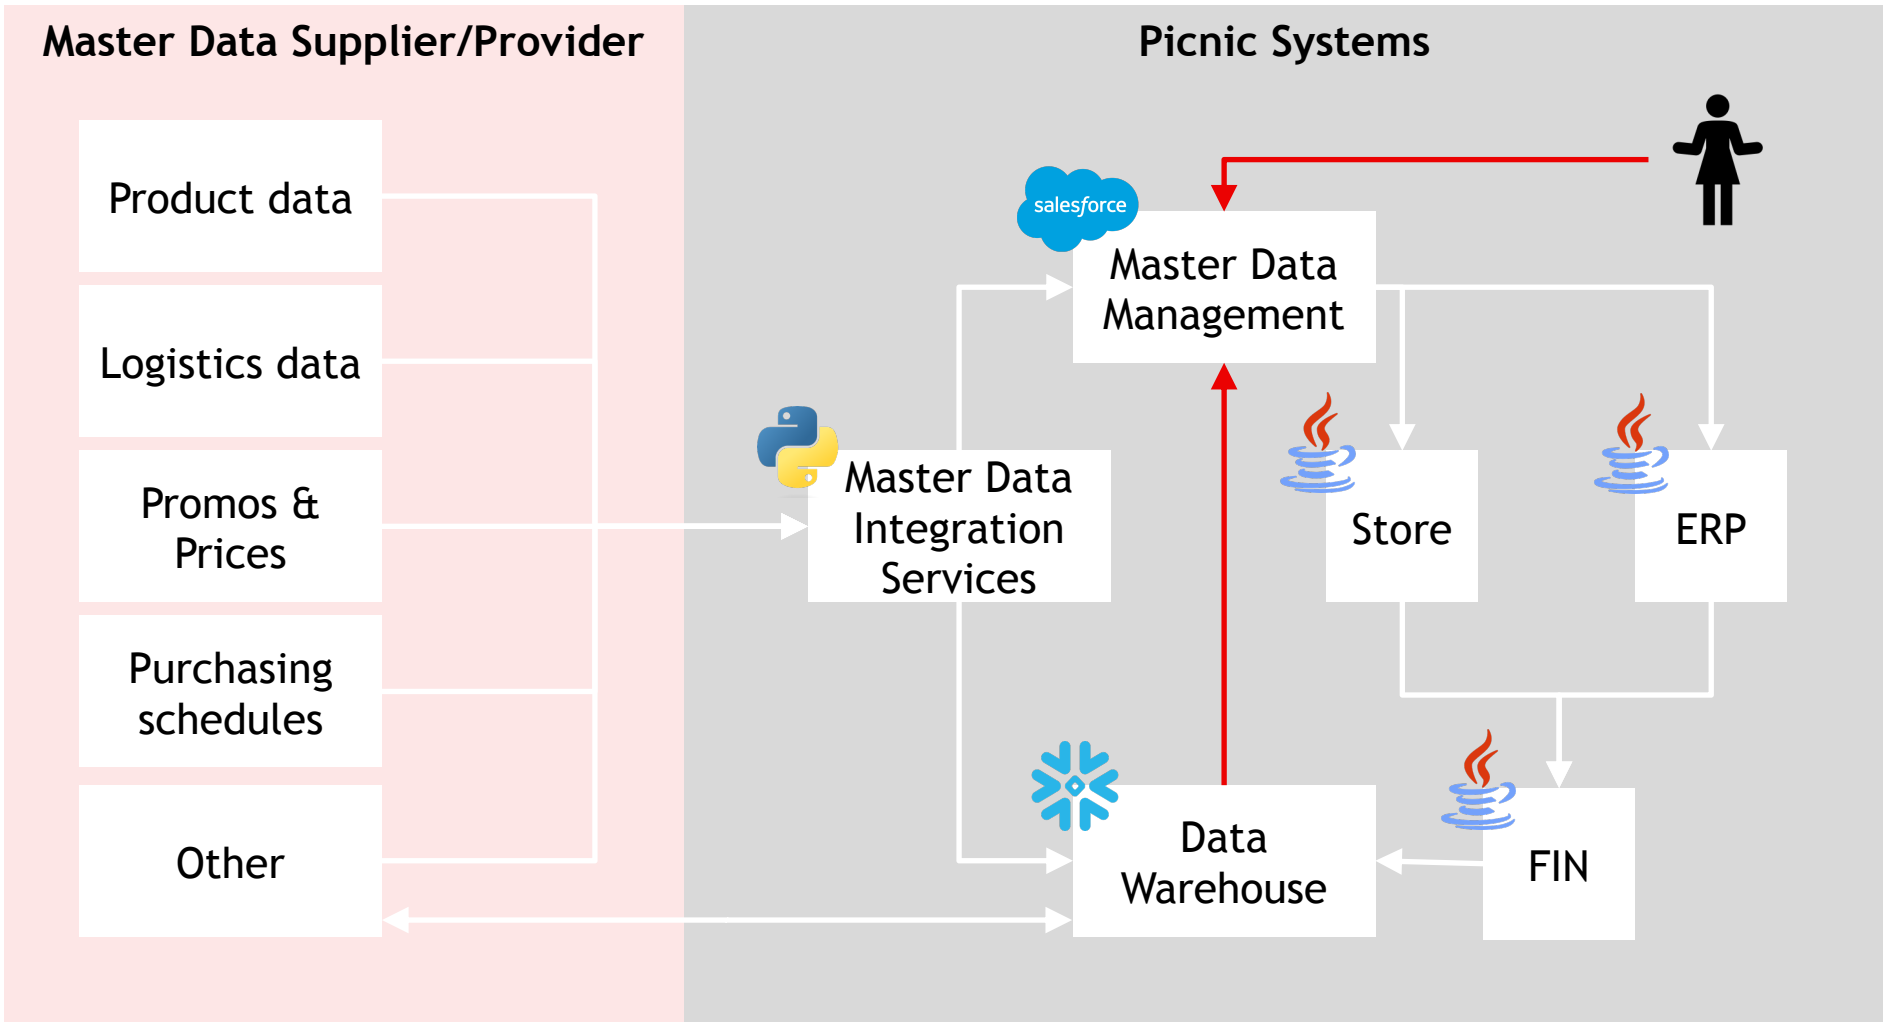 Master Data Supplier/Provider
Picnic Systems
Product data
Logistics data
Promos &
Prices
Purchasing
schedules
Other
salesforce
Master Data
Management
Master Data
Integration
Services
Store
ERP
Data
Warehouse
FIN